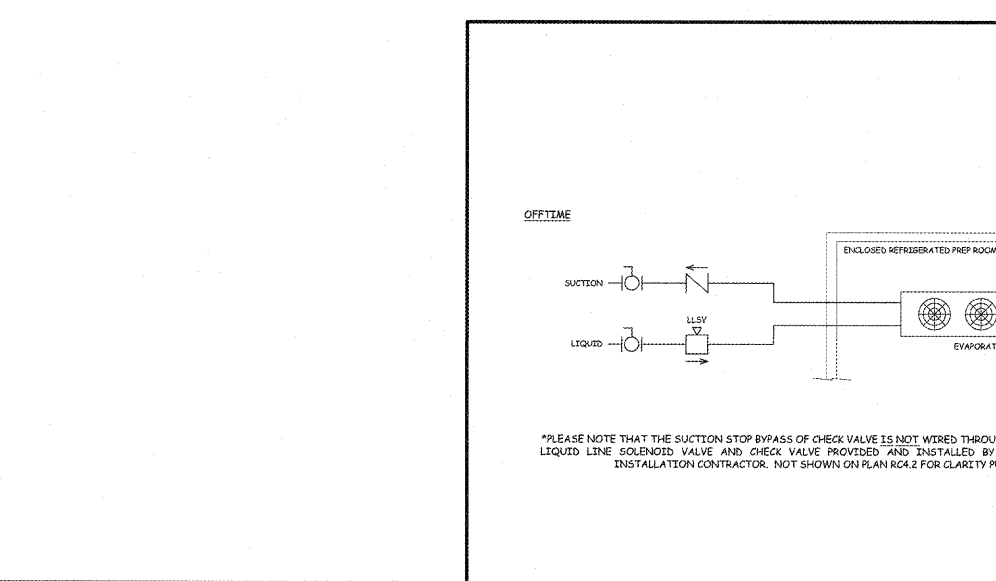 OFFTIME
ENCLOSED REFRIGERATED PREP ROOM
SUCTION
LLSV
LIQUID
EVAPORAT
*PLEASE NOTE THAT THE SUCTION STOP BYPASS OF CHECK VALVE IS NOT WIRED THROU
LIQUID LINE SOLENOID VALVE AND CHECK VALVE PROVIDED AND INSTALLED BY
INSTALLATION CONTRACTOR. NOT SHOWN ON PLAN RC4.2 FOR CLARITY P